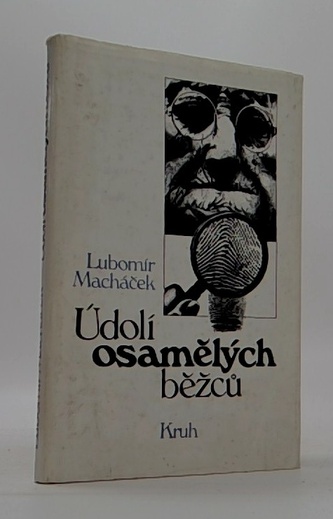 Lubomír
Macháček
Údolí
osamělých
běžců
Kruh